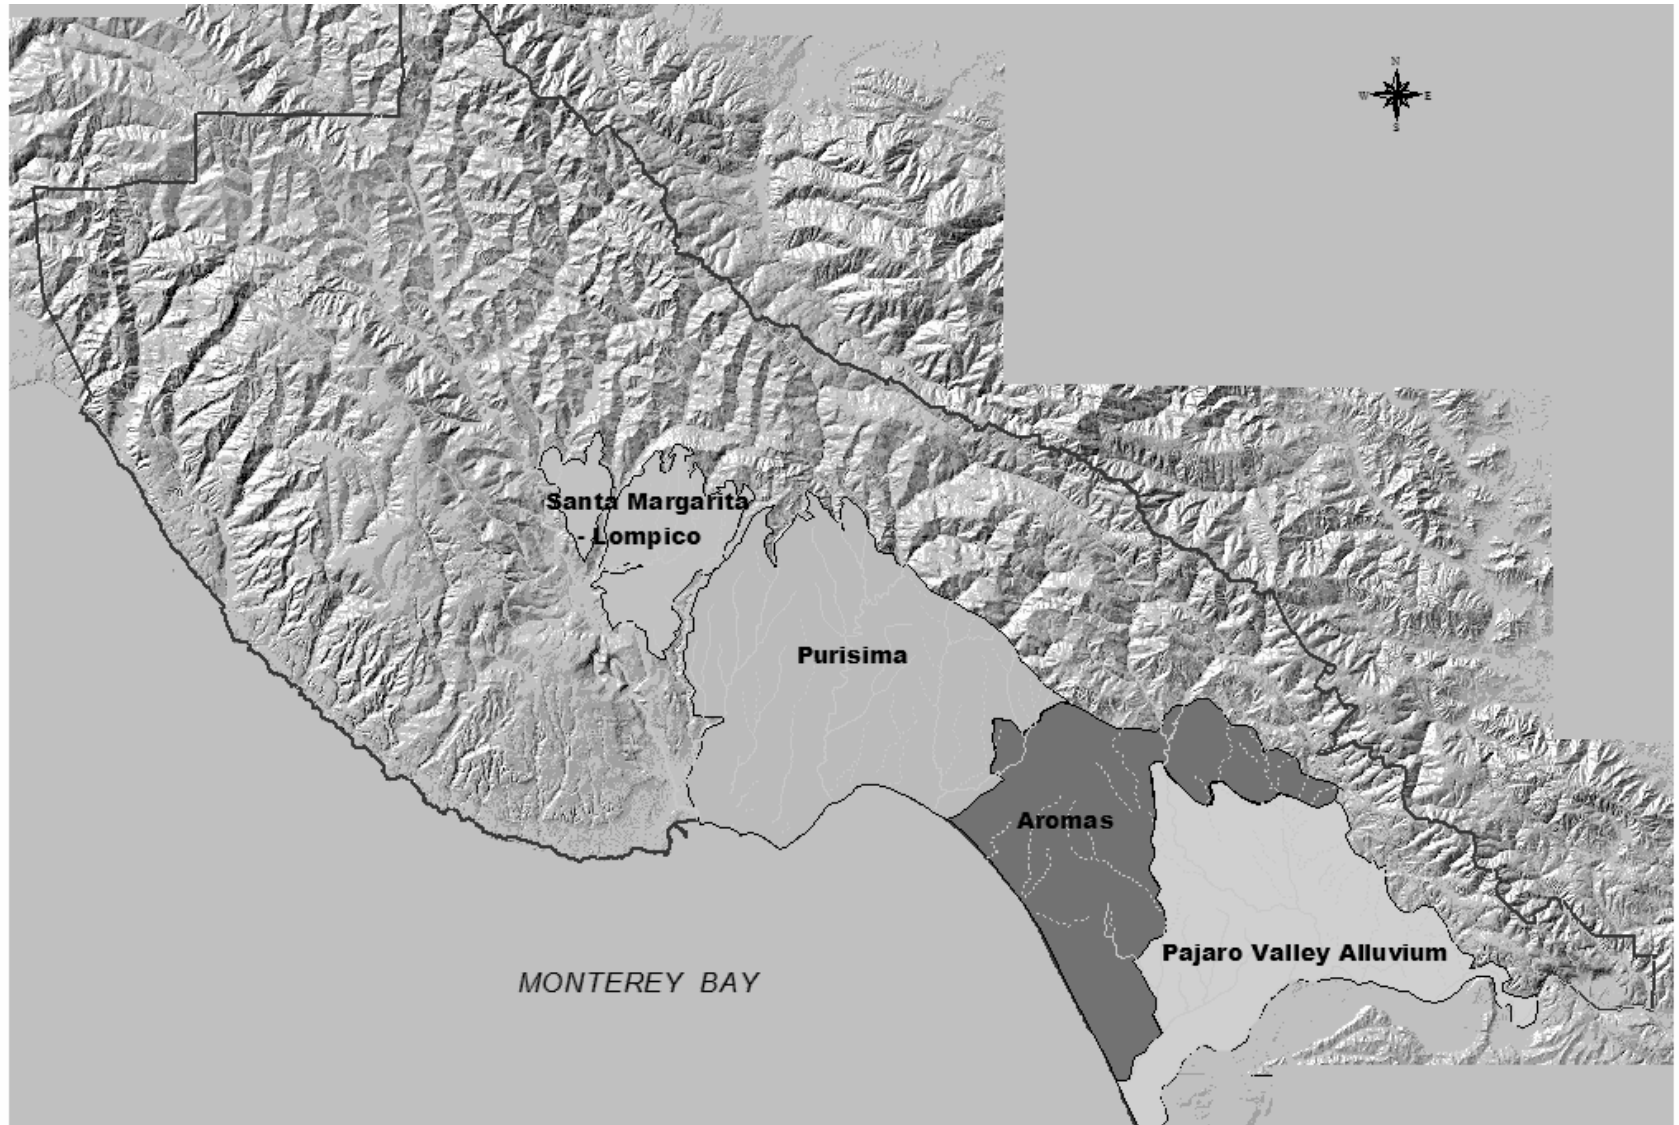 N
W E
S
Santa Margarita
- Lompico
Purisima
Aromas
Pajaro Valley Alluvium
MONTEREY BAY